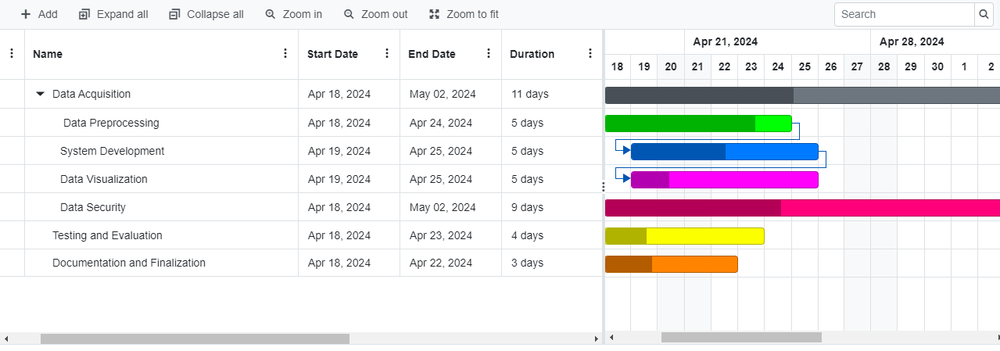 Add Expand all Collapse all Zoom in Zoom out Zoom to fit Search
Name Start Date End Date Duration
Apr 21, 2024 Apr 28, 2024
18 19 20 21 22 23 24 25 26 27 28 29 30 1 2
Data Acquisition Apr 18, 2024 May 02, 2024 11 days
Data Preprocessing Apr 18, 2024 Apr 24, 2024 5 days
System Development Apr 19, 2024 Apr 25, 2024 5 days
Data Visualization Apr 19, 2024 Apr 25, 2024 5 days
Data Security Apr 18, 2024 May 02, 2024 9 days
Testing and Evaluation Apr 18, 2024 Apr 23, 2024 4 days
Documentation and Finalization Apr 18, 2024 Apr 22, 2024 3 days